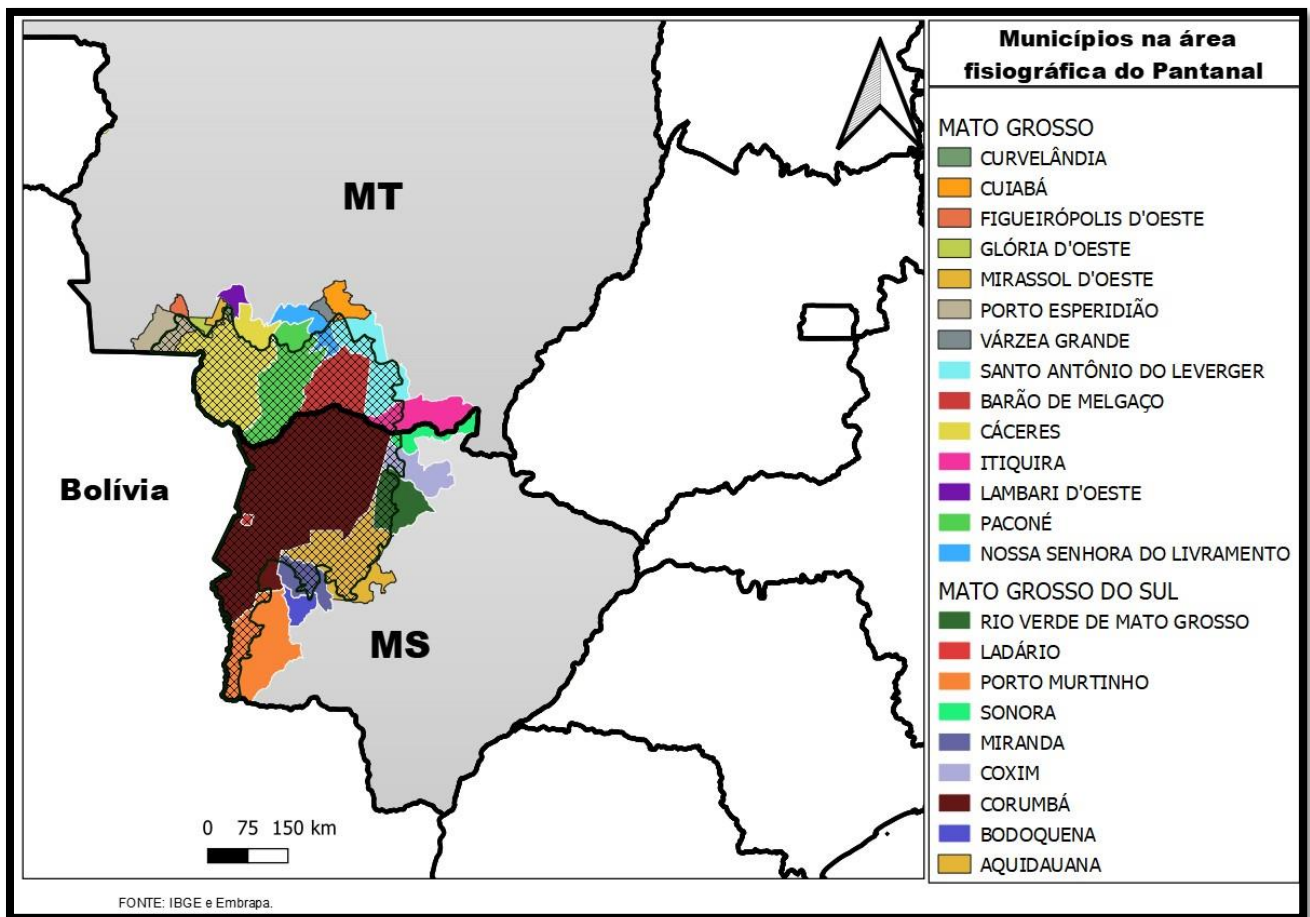 Municípios na área
fisiográfica do Pantanal
MT
Bolívia
MS
0 75 150 km
MATO GROSSO
CURVELÂNDIA
CUIABÁ
FIGUEIRÓPOLIS D'OESTE
GLÓRIA D'OESTE
MIRASSOL D'OESTE
PORTO ESPERIDIÃO
VÁRZEA GRANDE
SANTO ANTÔNIO DO LEVERGER
BARÃO DE MELGAÇO
CÁCERES
ITIQUIRA
LAMBARI D'OESTE
PACONÉ
NOSSA SENHORA DO LIVRAMENTO
MATO GROSSO DO SUL
RIO VERDE DE MATO GROSSO
LADÁRIO
PORTO MURTINHO
SONORA
MIRANDA
COXIM
CORUMBÁ
BODOQUENA
AQUIDAUANA
FONTE: IBGE e Embrapa.